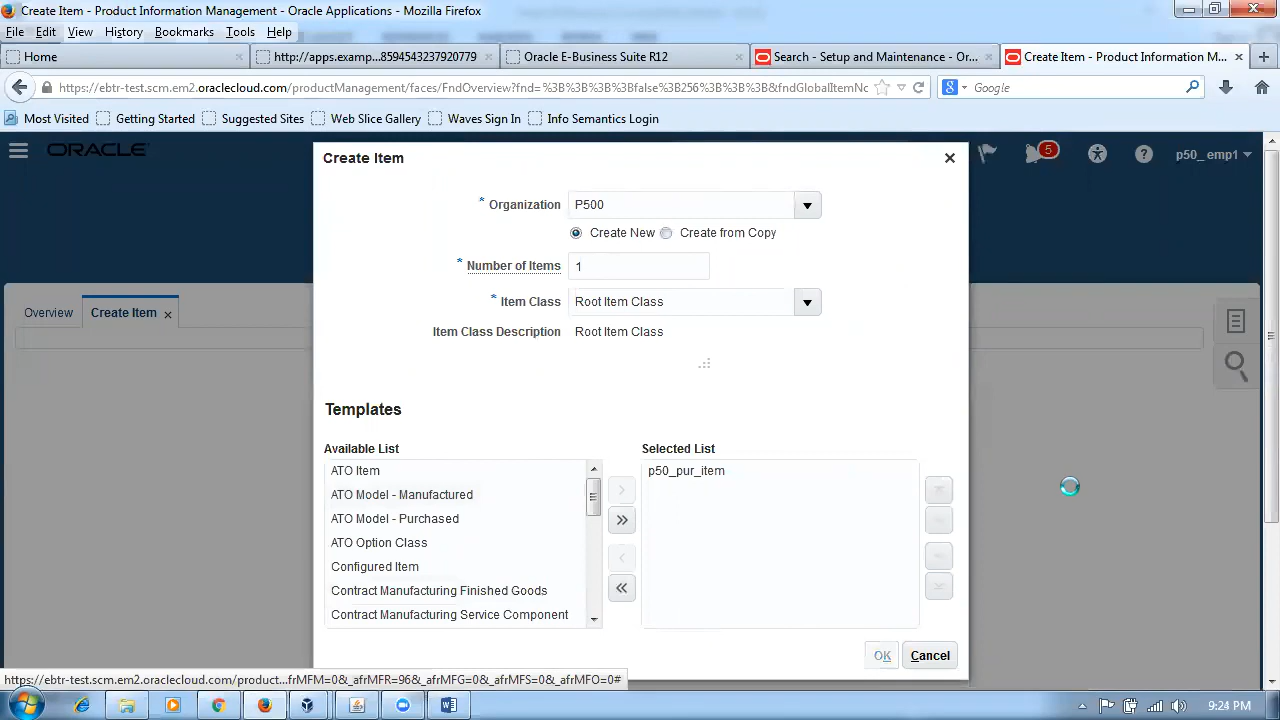 Create Item - Product Information Management - Oracle Applications - Mozilla Firefox
File Edit View History Bookmarks Tools Help
Home
http://apps.examp...8594543237920779
Oracle E-Business Suite R12
Search - Setup and Maintenance - Or...
Create Item - Product Information M...
https://ebtr-test.scm.em2.oraclecloud.com/productManagement/faces/FndOverview?fnd=%3B%3B%3B%3Bfalse%3B256%3B%3B%3B&fndGlobalItemNo
Google
Most Visited Getting Started Suggested Sites Web Slice Gallery Waves Sign In Info Semantics Login
ORACLE
5
p50_emp1
Create Item
* Organization P500
Create New Create from Copy
* Number of Items 1
* Item Class Root Item Class
Item Class Description Root Item Class
Overview Create Item
Templates
Available List
ATO Item
ATO Model - Manufactured
ATO Model - Purchased
ATO Option Class
Configured Item
Contract Manufacturing Finished Goods
Contract Manufacturing Service Component
Selected List
p50_pur_item
OK Cancel
https://ebtr-test.scm.em2.oraclecloud.com/product...frMFM=0&_afrMFR=96&_afrMFG=0&_afrMFS=0&_afrMFO=0#
9:24 PM